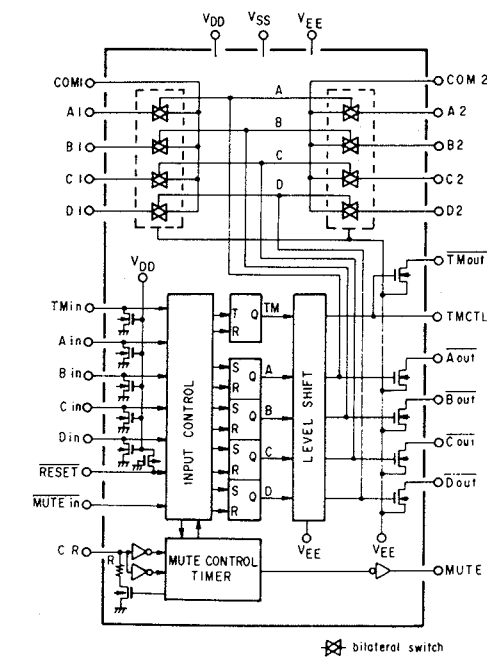 VDD VSS VEE
COM1 COM 2
A
A1 A2
B
B1 B2
C
C1 C2
D
D1 D2
TMout
VDD
TMin T Q TM TMCTL
R
Ain
S A Aout
R Q
Bin
S B Bout
R Q
Cin
S C Cout
R Q
Din
S D Dout
R Q
RESET
MUTE in
INPUT CONTROL
LEVEL SHIFT
VEE VEE
CR R
MUTE CONTROL
TIMER
MUTE
bilateral switch